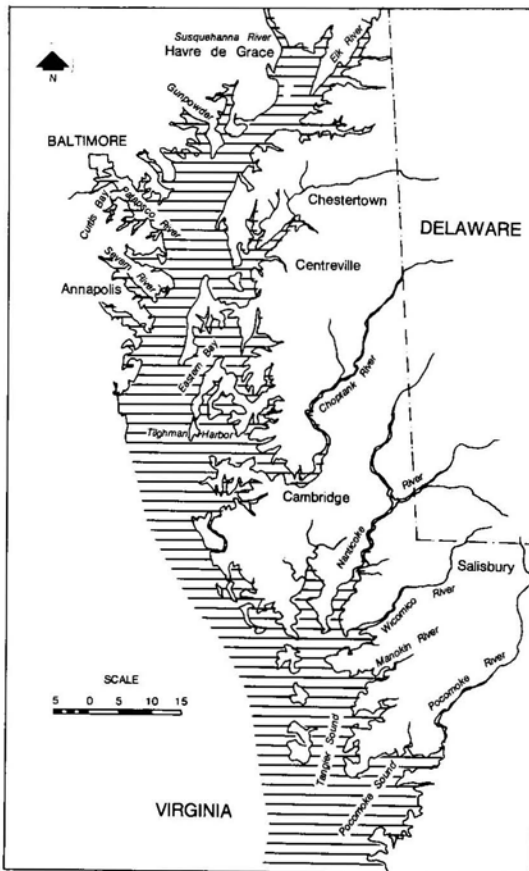 Susquehanna River
Havre de Grace
Elk River
N
Gunpowder
BALTIMORE
Patapsco River
Curtis Bay
Chestertown
DELAWARE
Severn River
Centreville
Annapolis
Eastern Bay
Choptank River
Tilghman Harbor
Cambridge
Nanticoke River
Salisbury
Wicomico River
Manokin River
Pocomoke River
SCALE
5 0 5 10 15
Tangier Sound
Pocomoke Sound
VIRGINIA